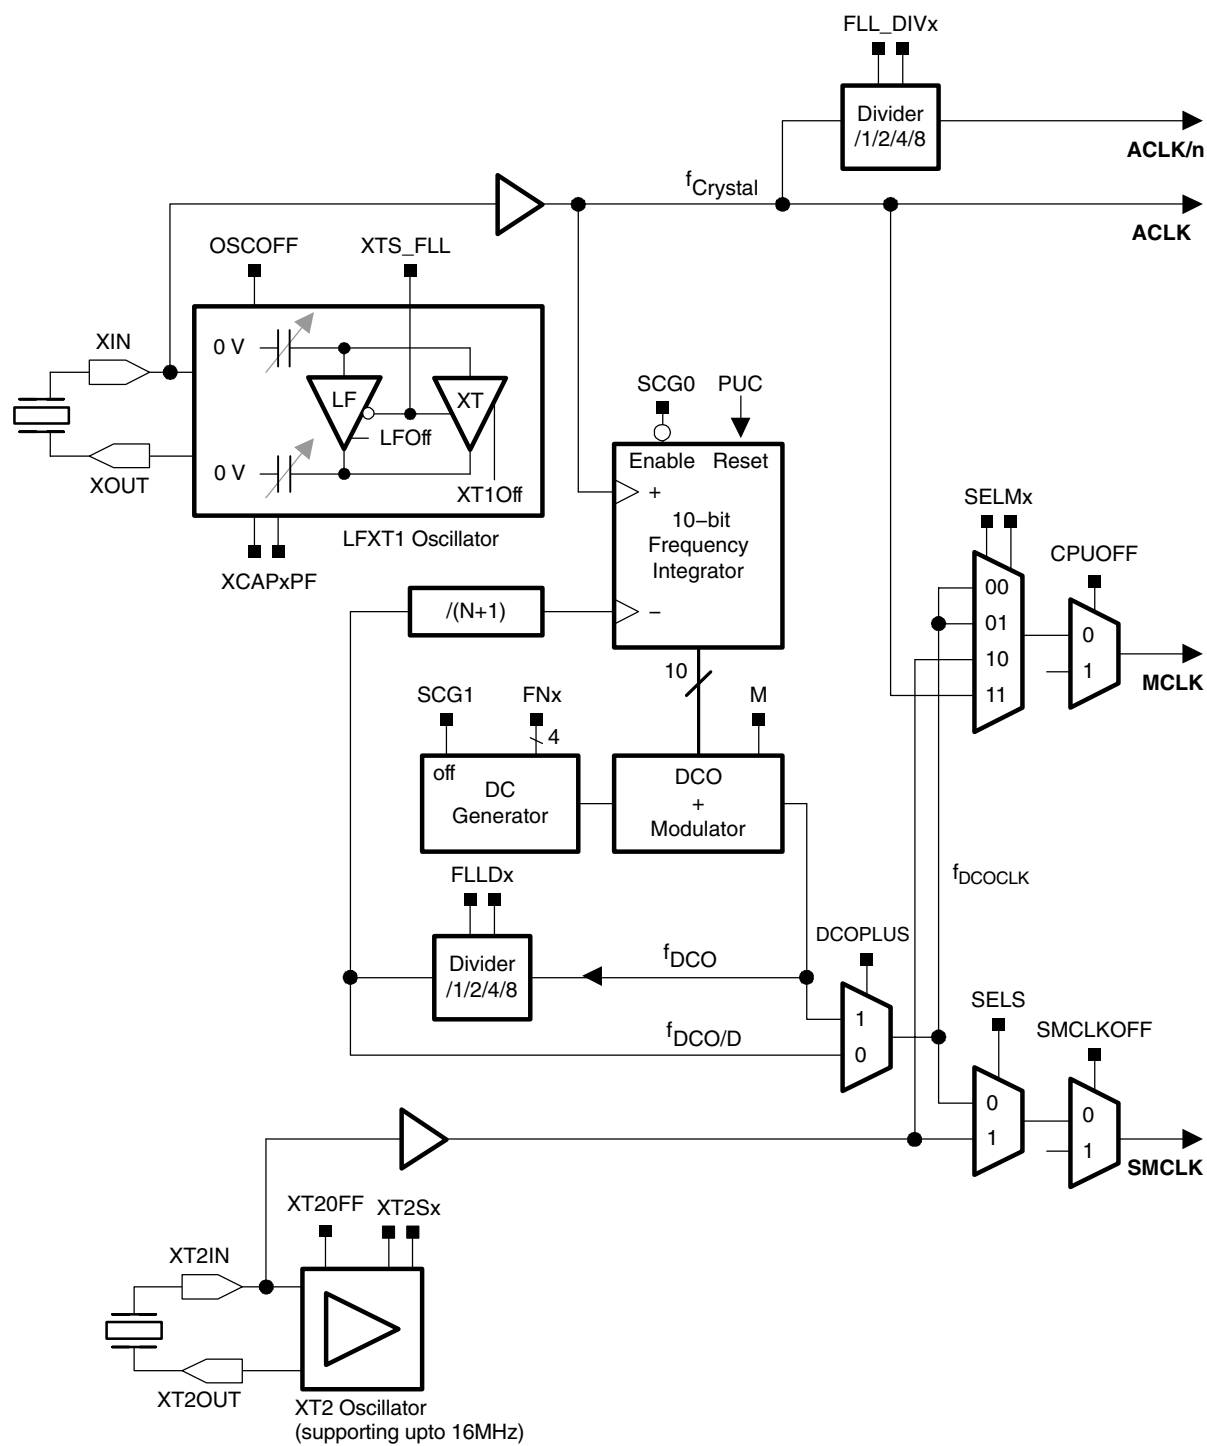 FLL_DIVx
Divider
/1/2/4/8
ACLK/n
fCrystal
ACLK
OSCOFF
XTS_FLL
XIN
0 V
LF
XT
LFOff
0 V
XT1Off
XOUT
LFXT1 Oscillator
XCAPxPF
SCG0
PUC
Enable
Reset
+
10–bit
Frequency
Integrator
–
/(N+1)
10
SELMx
CPUOFF
00
01
10
11
0
1
MCLK
SCG1
FNx
4
M
off
DC
Generator
DCO
+
Modulator
fDCOCLK
FLLDx
Divider
/1/2/4/8
fDCO
DCOPLUS
1
0
fDCO/D
SELS
SMCLKOFF
0
1
0
1
SMCLK
XT20FF
XT2Sx
XT2IN
XT2OUT
XT2 Oscillator
(supporting upto 16MHz)